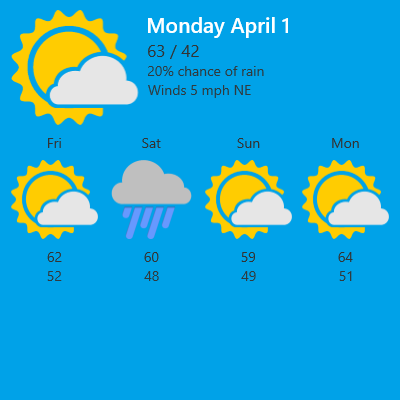 Monday April 1
63 / 42
20% chance of rain
Winds 5 mph NE
Fri Sat Sun Mon
62 60 59 64
52 48 49 51